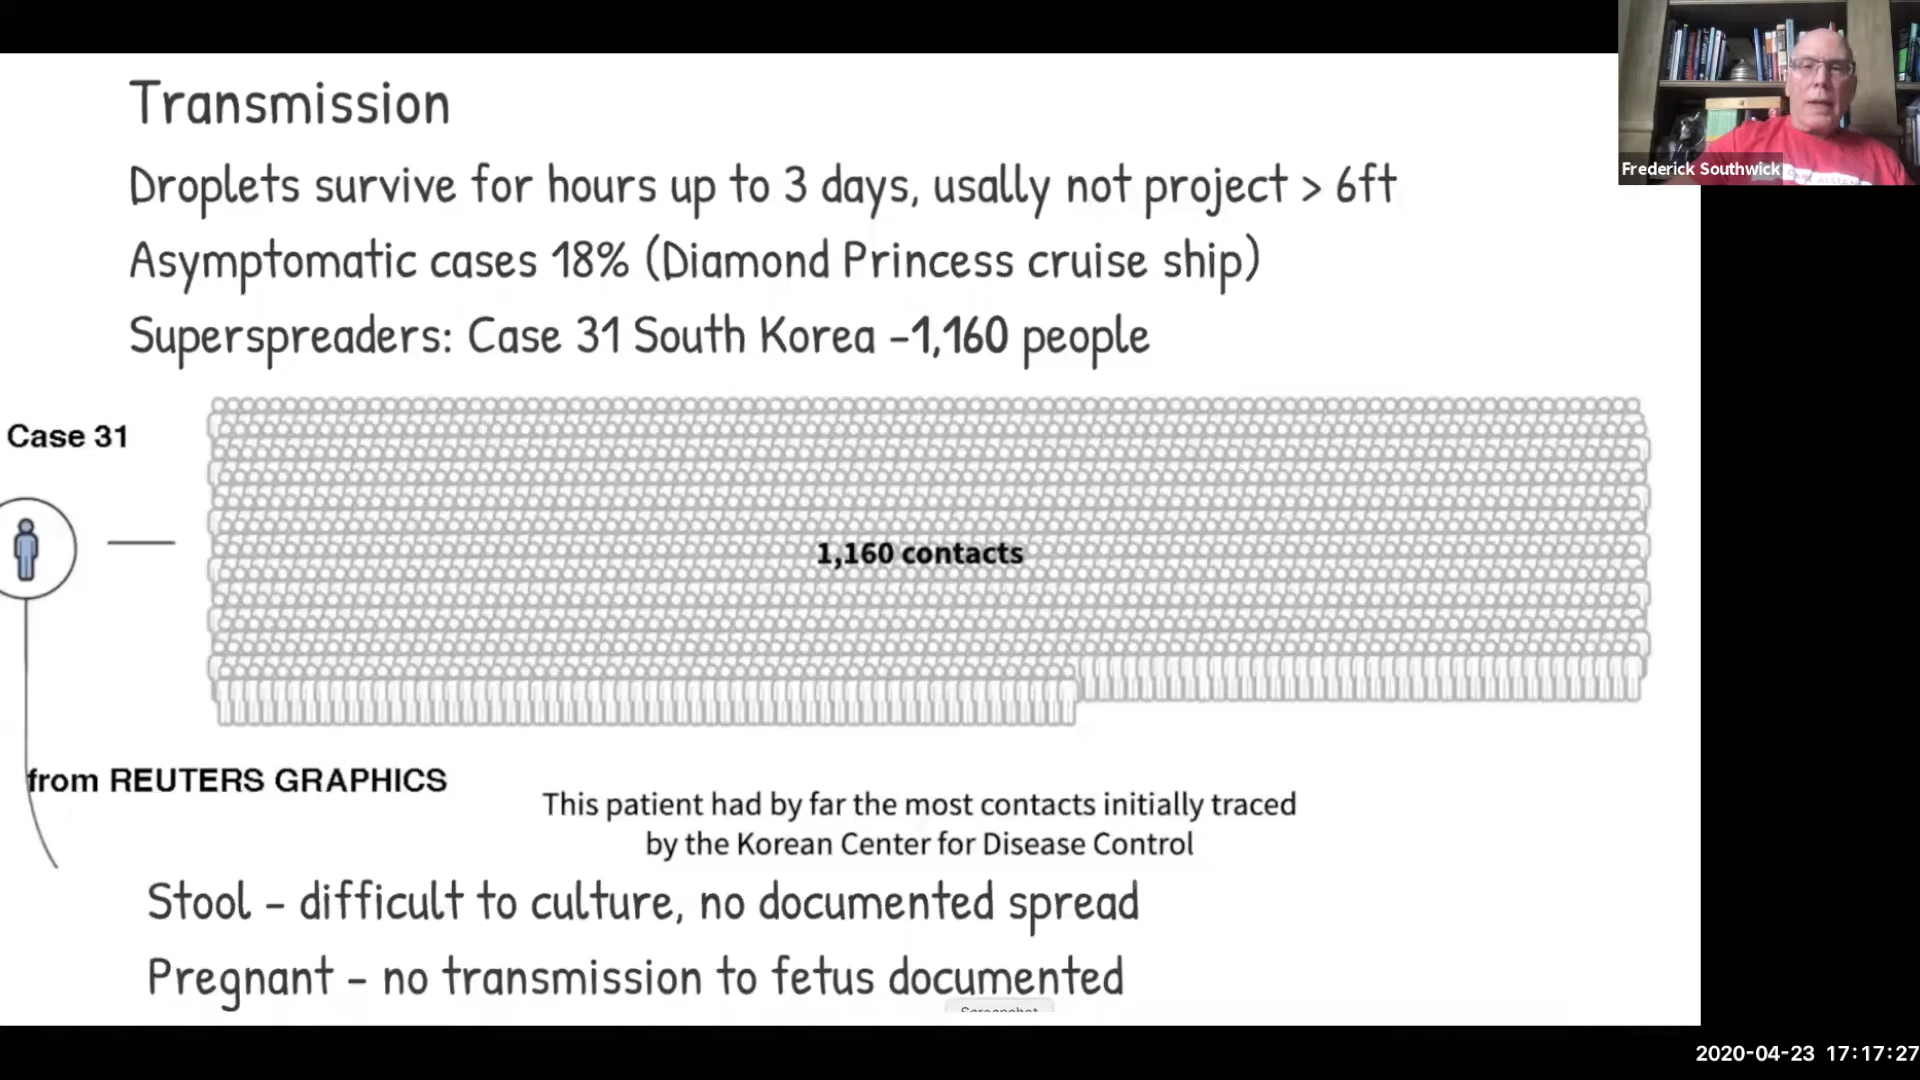 Transmission
Droplets survive for hours up to 3 days, usally not project > 6ft
Asymptomatic cases 18% (Diamond Princess cruise ship)
Superspreaders: Case 31 South Korea -1,160 people
Case 31
1,160 contacts
from REUTERS GRAPHICS
This patient had by far the most contacts initially traced
by the Korean Center for Disease Control
Stool - difficult to culture, no documented spread
Pregnant - no transmission to fetus documented
Screenshot
Frederick Southwick
2020-04-23 17:17:27